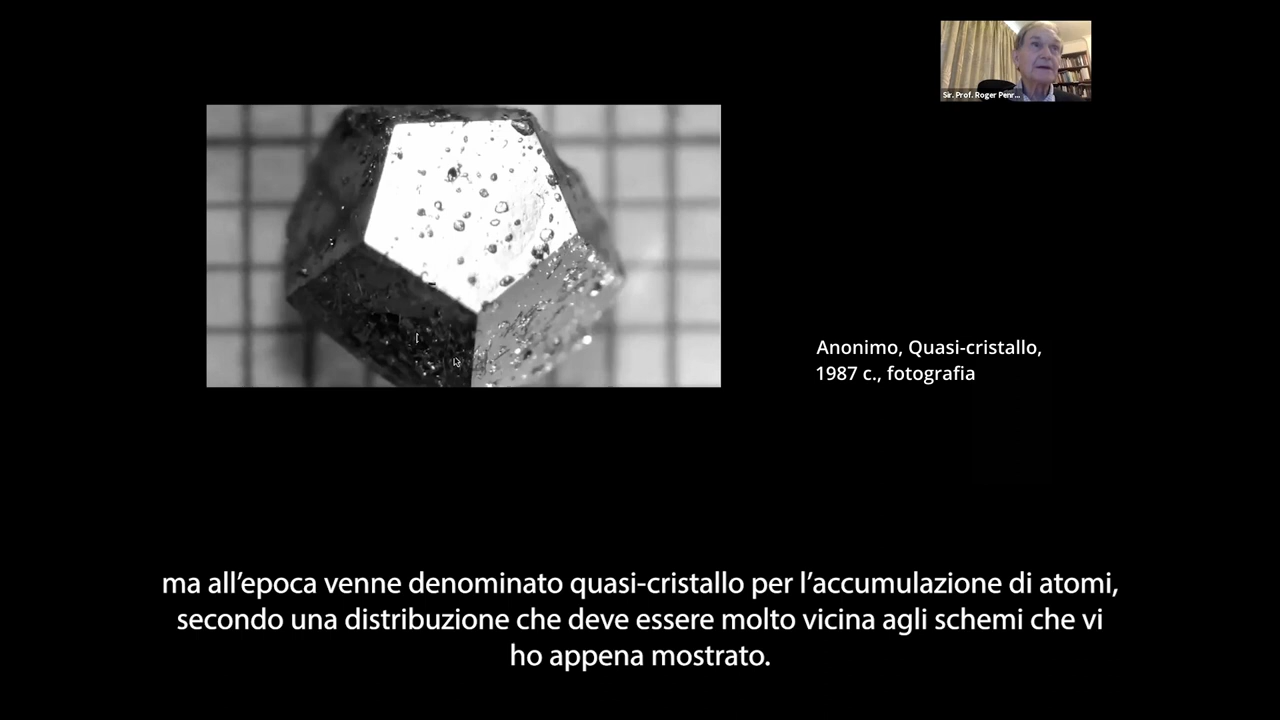 Sir. Prof. Roger Penr...
Anonimo, Quasi-cristallo,
1987 c., fotografia
ma all’epoca venne denominato quasi-cristallo per l’accumulazione di atomi,
secondo una distribuzione che deve essere molto vicina agli schemi che vi
ho appena mostrato.